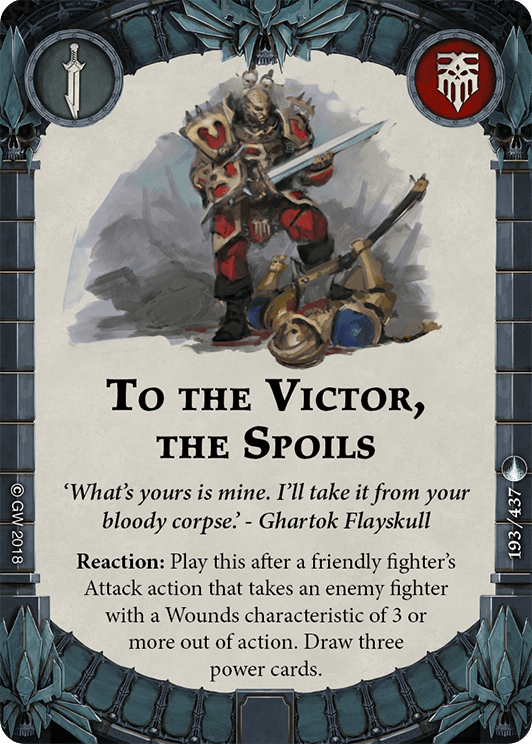 TO THE VICTOR,
THE SPOILS
‘What’s yours is mine. I’ll take it from your
bloody corpse.’ - Ghartok Flayskull
Reaction: Play this after a friendly fighter’s
Attack action that takes an enemy fighter
with a Wounds characteristic of 3 or
more out of action. Draw three
power cards.
© GW 2018
193/437